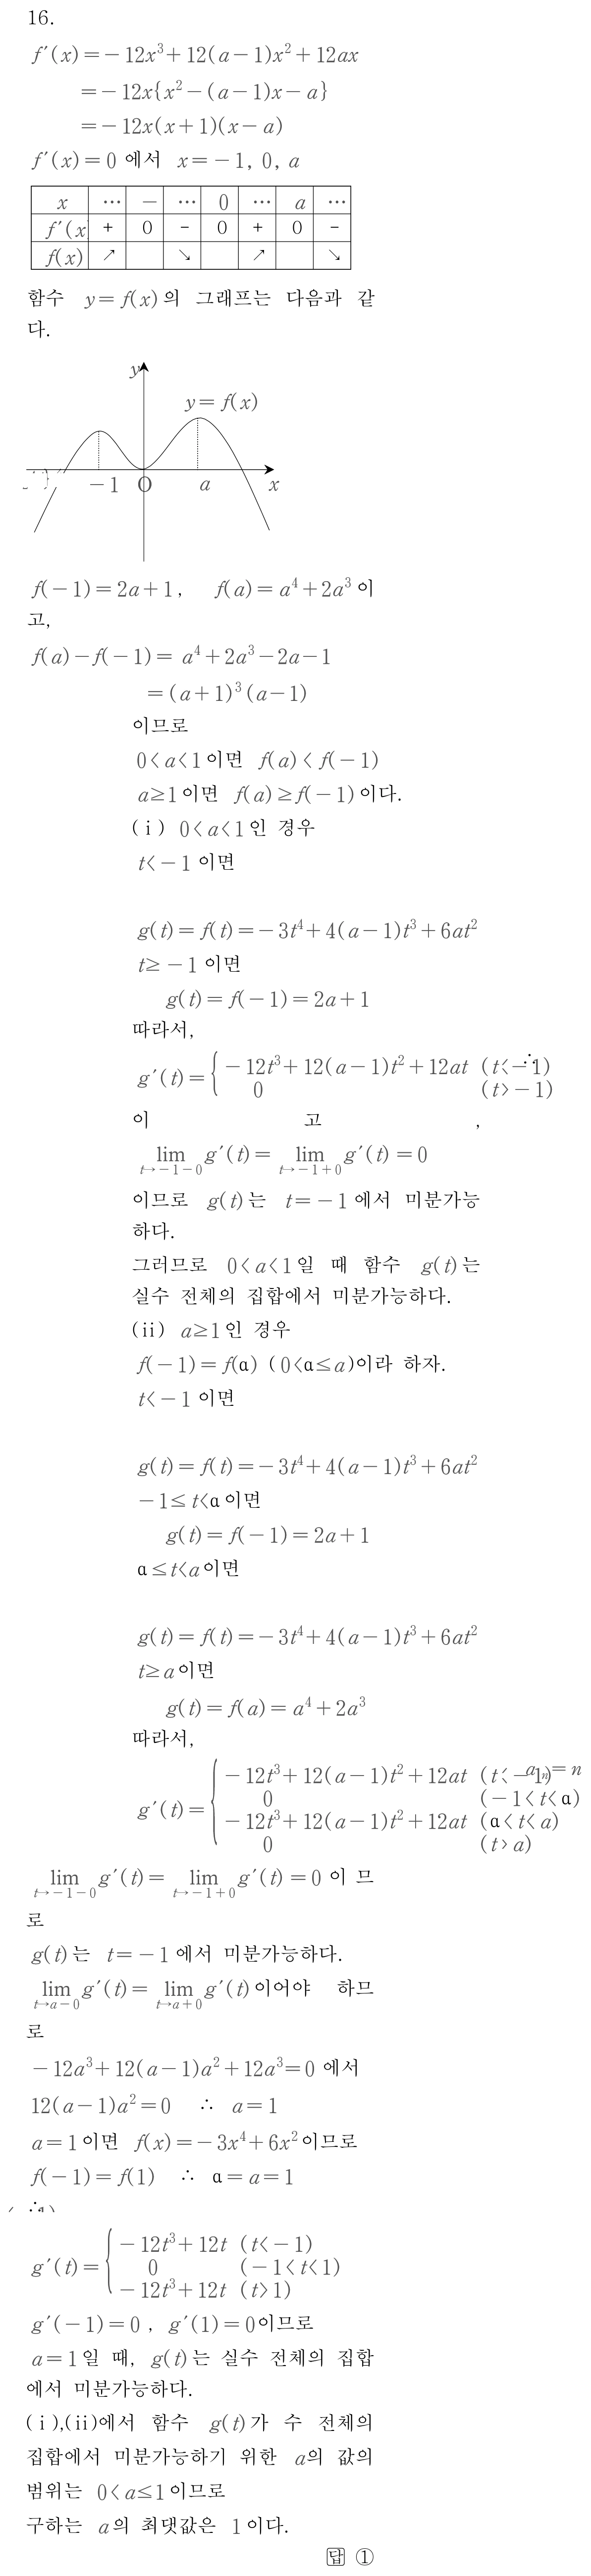 16.
f′(x)=−12x³+12(a−1)x²+12ax
=−12x{x²−(a−1)x−a}
=−12x(x+1)(x−a)
f′(x)=0 에서 x=−1, 0, a
x ⋯ − ⋯ 0 ⋯ a ⋯
f′(x + 0 - 0 + 0 -
f(x) ↗ ↘ ↗ ↘
함수 y=f(x)의 그래프는 다음과 같
다.
y
y=f(x)
−1 O a x
f(−1)=2a+1, f(a)=a⁴+2a³이
고,
f(a)−f(−1)= a⁴+2a³−2a−1
=(a+1)³(a−1)
이므로
0<a<1이면 f(a)<f(−1)
a≥1이면 f(a)≥f(−1)이다.
(ⅰ) 0<a<1인 경우
t<−1 이면
g(t)=f(t)=−3t⁴+4(a−1)t³+6at²
t≥−1 이면
g(t)=f(−1)=2a+1
따라서,
∴
g′(t)={ −12t³+12(a−1)t²+12at (t<−1)
0 (t>−1)
이 고 ,
lim t→−1−0 g′(t)= lim t→−1+0 g′(t)=0
이므로 g(t)는 t=−1에서 미분가능
하다.
그러므로 0<a<1일 때 함수 g(t)는
실수 전체의 집합에서 미분가능하다.
(ⅱ) a≥1인 경우
f(−1)=f(α) (0<α≤a)이라 하자.
t<−1 이면
g(t)=f(t)=−3t⁴+4(a−1)t³+6at²
−1≤t<α이면
g(t)=f(−1)=2a+1
α≤t<a이면
g(t)=f(t)=−3t⁴+4(a−1)t³+6at²
t≥a이면
g(t)=f(a)=a⁴+2a³
따라서,
g′(t)={ −12t³+12(a−1)t²+12at (t<−1)
0 (−1<t<α)
−12t³+12(a−1)t²+12at (α<t<a)
0 (t>a)
lim t→−1−0 g′(t)= lim t→−1+0 g′(t)=0 이 므
로
g(t)는 t=−1 에서 미분가능하다.
lim t→a−0 g′(t)= lim t→a+0 g′(t)이어야 하므
로
−12a³+12(a−1)a²+12a³=0 에서
12(a−1)a²=0 ∴ a=1
a=1이면 f(x)=−3x⁴+6x²이므로
f(−1)=f(1) ∴ α=a=1
∴
g′(t)={ −12t³+12t (t<−1)
0 (−1<t<1)
−12t³+12t (t>1)
g′(−1)=0, g′(1)=0이므로
a=1일 때, g(t)는 실수 전체의 집합
에서 미분가능하다.
(ⅰ),(ⅱ)에서 함수 g(t)가 수 전체의
집합에서 미분가능하기 위한 a의 값의
범위는 0<a≤1이므로
구하는 a의 최댓값은 1이다.
답 ①